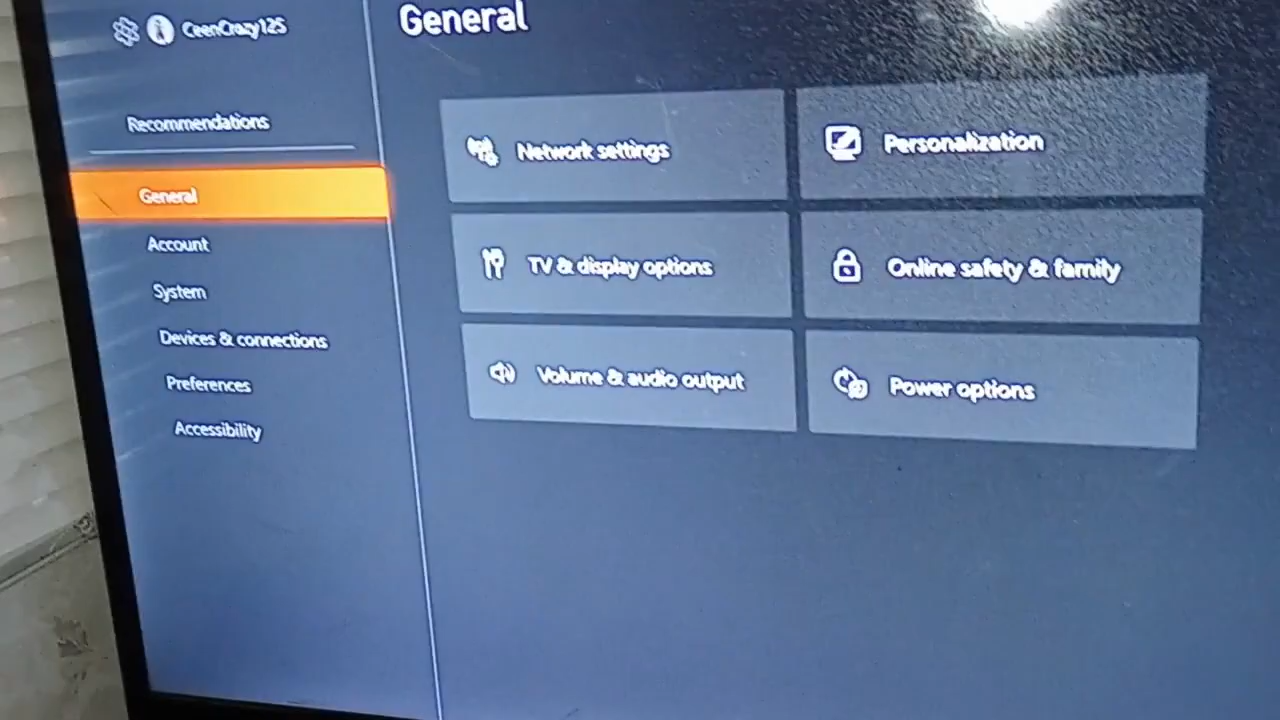 CeenCrazy125
General
Recommendations
General
Account
System
Devices & connections
Preferences
Accessibility
Network settings
Personalization
TV & display options
Online safety & family
Volume & audio output
Power options